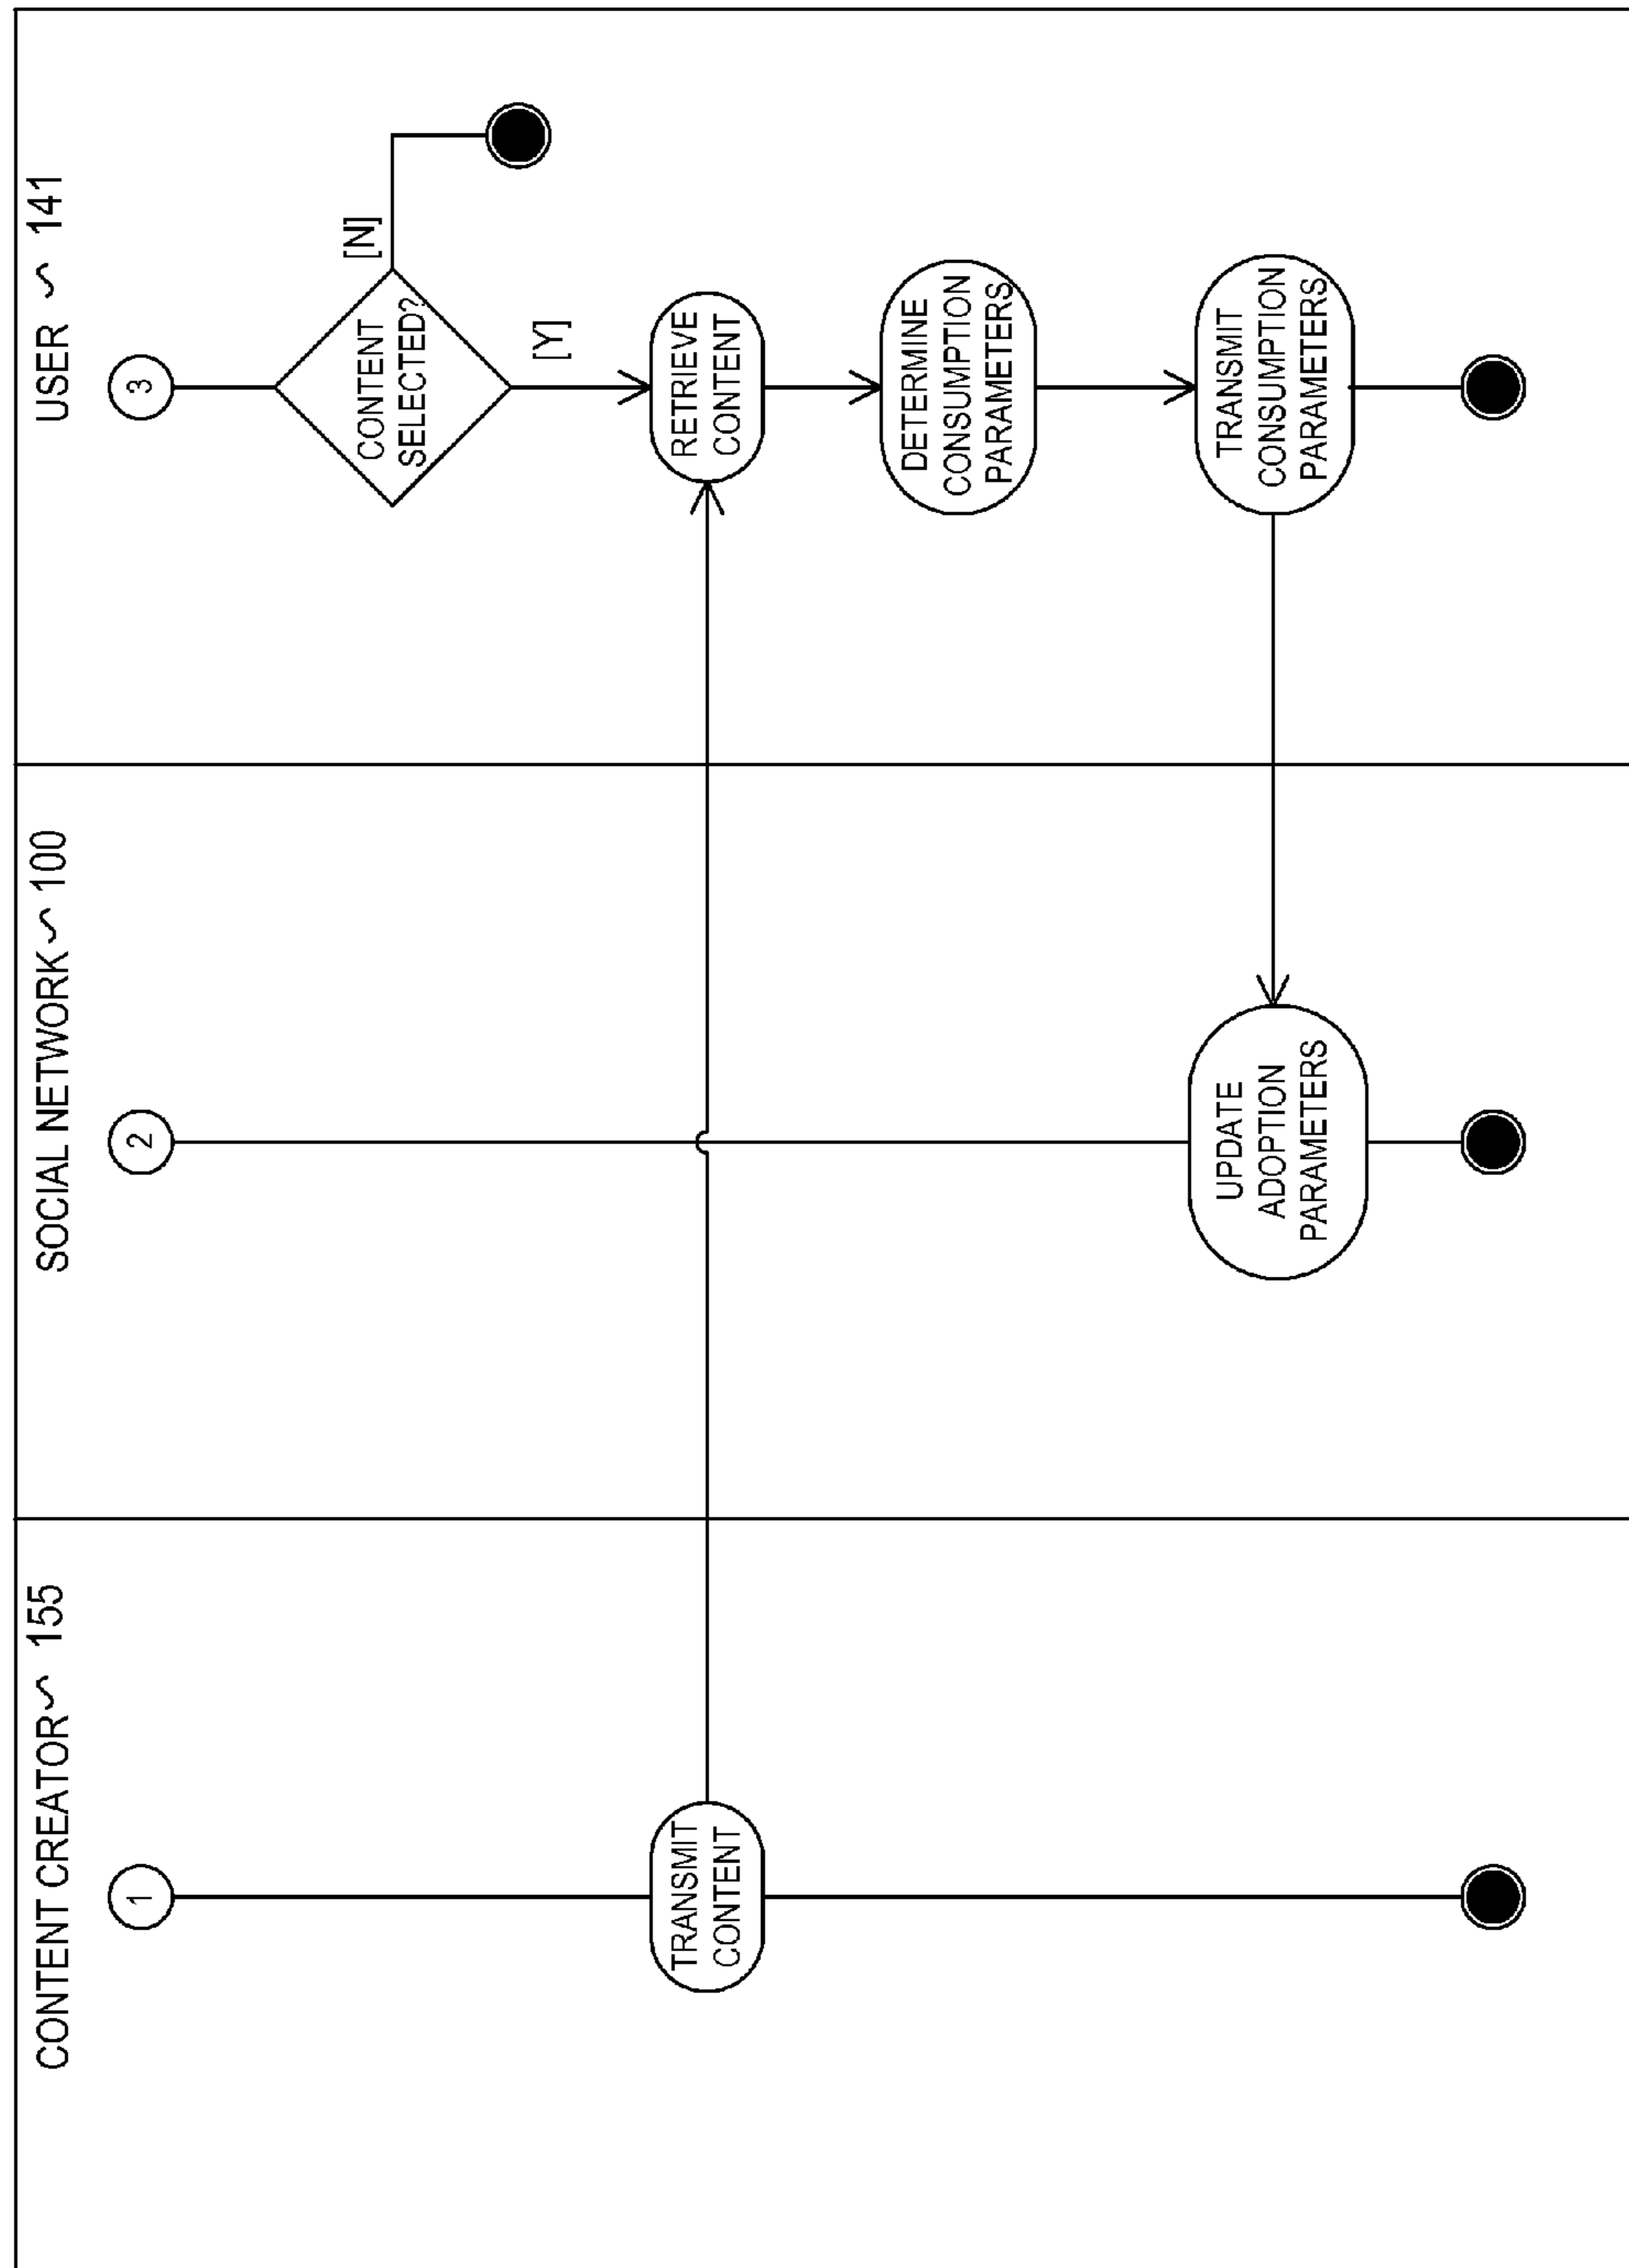 CONTENT CREATOR ~ 155
SOCIAL NETWORK ~ 100
USER ~ 141
1
2
3
CONTENT
SELECTED?
[N]
[Y]
TRANSMIT
CONTENT
RETRIEVE
CONTENT
DETERMINE
CONSUMPTION
PARAMETERS
UPDATE
ADOPTION
PARAMETERS
TRANSMIT
CONSUMPTION
PARAMETERS